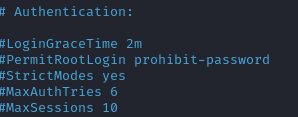 # Authentication:
#LoginGraceTime 2m
#PermitRootLogin prohibit-password
#StrictModes yes
#MaxAuthTries 6
#MaxSessions 10